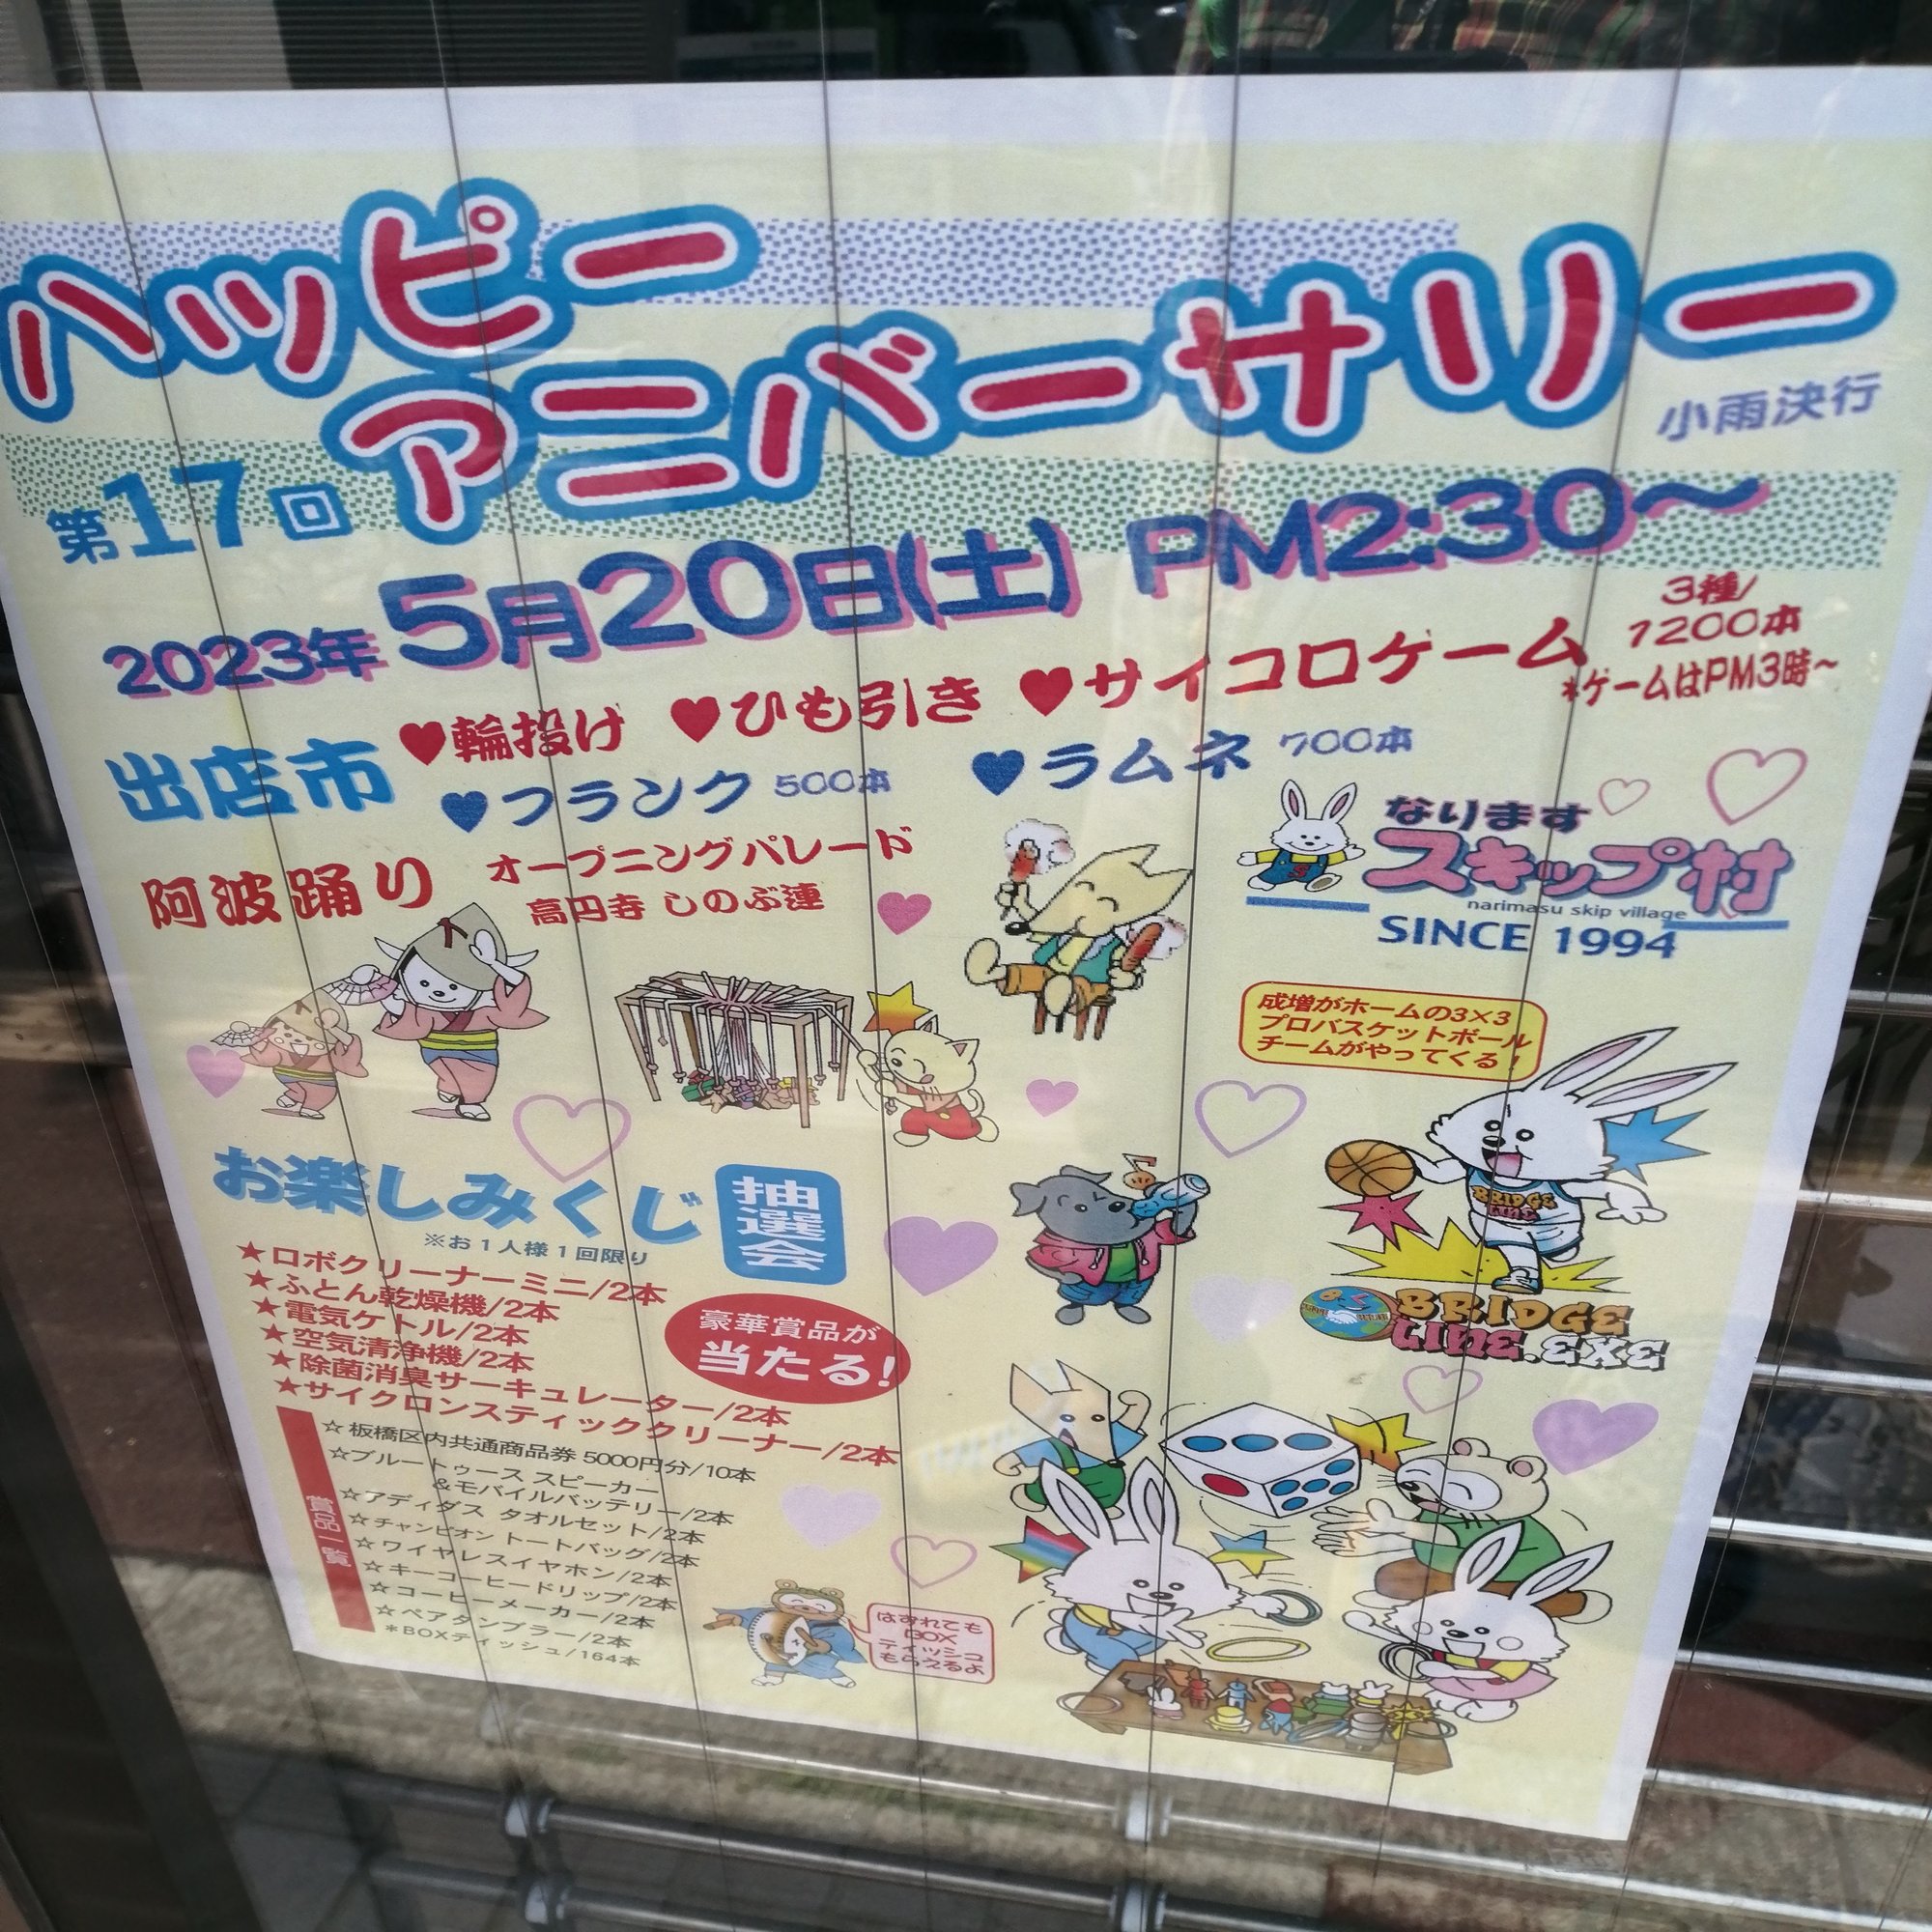 ハッピー
アニバーサリー
小雨決行
第17回
2023年 5月20日(土) PM2:30～
出店市
♥輪投げ ♥ひも引き ♥サイコロゲーム
3種/
1200本
*ゲームはPM3時～
♥フランク 500本 ♥ラムネ 700本
阿波踊り
オープニングパレード
高円寺 しのぶ連
なります
スキップ村
narimasu skip village
SINCE 1994
成増がホームの3×3
プロバスケットボール
チームがやってくる!
BRIDGE
LINE
BRIDGE
LINE.EXE
お楽しみくじ
抽選会
※お1人様1回限り
★ロボクリーナーミニ/2本
★ふとん乾燥機/2本
★電気ケトル/2本
★空気清浄機/2本
★除菌消臭サーキュレーター/2本
★サイクロンスティッククリーナー/2本
豪華賞品が
当たる!
賞品一覧
☆板橋区内共通商品券 5000円分/10本
☆ブルートゥース スピーカー
&モバイルバッテリー/2本
☆アディダス タオルセット/2本
☆チャンピオン トートバッグ/2本
☆ワイヤレスイヤホン/2本
☆キーコーヒードリップ/2本
☆コーヒーメーカー/2本
☆ペアタンブラー/2本
*BOXティッシュ/164本
はずれても
BOX
ティッシュ
もらえるよ